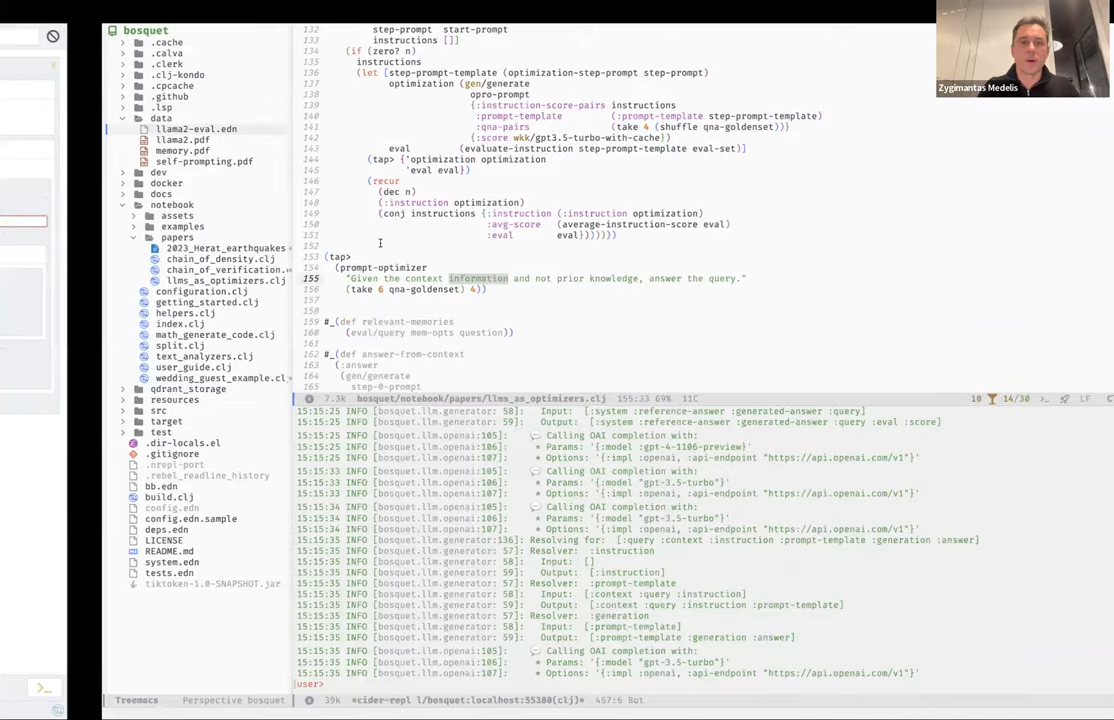 bosquet
.cache
.calva
.clerk
.clj-kondo
.cpcache
.github
.lsp
data
llama2-eval.edn
llama2.pdf
memory.pdf
self-prompting.pdf
dev
docker
docs
notebook
assets
examples
papers
2023_Herat_earthquakes
chain_of_density.clj
chain_of_verification.
llms_as_optimizers.clj
configuration.clj
getting_started.clj
helpers.clj
index.clj
math_generate_code.clj
split.clj
text_analyzers.clj
user_guide.clj
wedding_guest_example.clj
qdrant_storage
resources
src
target
test
.dir-locals.el
.gitignore
.nrepl-port
.rebel_readline_history
bb.edn
build.clj
config.edn
config.edn.sample
deps.edn
LICENSE
README.md
system.edn
tests.edn
tiktoken-1.0-SNAPSHOT.jar
Treemacs Perspective bosquet
132 step-prompt start-prompt
133 instructions []]
134 (if (zero? n)
135 instructions
136 (let [step-prompt-template (optimization-step-prompt step-prompt)
137 optimization (gen/generate
138 opro-prompt
139 {:instruction-score-pairs instructions
140 :prompt-template (:prompt-template step-prompt-template)
141 :qna-pairs (take 4 (shuffle qna-goldenset))}
142 {:score wkk/gpt3.5-turbo-with-cache})
143 eval (evaluate-instruction step-prompt-template eval-set)]
144 (tap> {'optimization optimization
145 'eval eval})
146 (recur
147 (dec n)
148 (:instruction optimization)
149 (conj instructions {:instruction (:instruction optimization)
150 :avg-score (average-instruction-score eval)
151 :eval eval}))))))
152
153 (tap>
154 (prompt-optimizer
155 "Given the context information and not prior knowledge, answer the query."
156 (take 6 qna-goldenset) 4))
157
158
159 #_(def relevant-memories
160 (eval/query mem-opts question))
161
162 #_(def answer-from-context
163 (:answer
164 (gen/generate
165 step-0-prompt
7.3k bosquet/notebook/papers/llms_as_optimizers.clj 155:33 69% 11C 10 14/30 LF
15:15:25 INFO [bosquet.llm.generator: 58]: Input: [:system :reference-answer :generated-answer :query]
15:15:25 INFO [bosquet.llm.generator: 59]: Output: [:system :reference-answer :generated-answer :query :eval :score]
15:15:25 INFO [bosquet.llm.openai:105]: 💬 Calling OAI completion with:
15:15:25 INFO [bosquet.llm.openai:106]: * Params: '{:model :gpt-4-1106-preview}'
15:15:25 INFO [bosquet.llm.openai:107]: * Options: '{:impl :openai, :api-endpoint "https://api.openai.com/v1"}'
15:15:33 INFO [bosquet.llm.openai:105]: 💬 Calling OAI completion with:
15:15:33 INFO [bosquet.llm.openai:106]: * Params: '{:model "gpt-3.5-turbo"}'
15:15:33 INFO [bosquet.llm.openai:107]: * Options: '{:impl :openai, :api-endpoint "https://api.openai.com/v1"}'
15:15:34 INFO [bosquet.llm.openai:105]: 💬 Calling OAI completion with:
15:15:34 INFO [bosquet.llm.openai:106]: * Params: '{:model "gpt-3.5-turbo"}'
15:15:34 INFO [bosquet.llm.openai:107]: * Options: '{:impl :openai, :api-endpoint "https://api.openai.com/v1"}'
15:15:35 INFO [bosquet.llm.generator:136]: Resolving for: [:query :context :instruction :prompt-template :generation :answer]
15:15:35 INFO [bosquet.llm.generator: 57]: Resolver: :instruction
15:15:35 INFO [bosquet.llm.generator: 58]: Input: []
15:15:35 INFO [bosquet.llm.generator: 59]: Output: [:instruction]
15:15:35 INFO [bosquet.llm.generator: 57]: Resolver: :prompt-template
15:15:35 INFO [bosquet.llm.generator: 58]: Input: [:context :query :instruction]
15:15:35 INFO [bosquet.llm.generator: 59]: Output: [:context :query :instruction :prompt-template]
15:15:35 INFO [bosquet.llm.generator: 57]: Resolver: :generation
15:15:35 INFO [bosquet.llm.generator: 58]: Input: [:prompt-template]
15:15:35 INFO [bosquet.llm.generator: 59]: Output: [:prompt-template :generation :answer]
15:15:35 INFO [bosquet.llm.openai:105]: 💬 Calling OAI completion with:
15:15:35 INFO [bosquet.llm.openai:106]: * Params: '{:model "gpt-3.5-turbo"}'
15:15:35 INFO [bosquet.llm.openai:107]: * Options: '{:impl :openai, :api-endpoint "https://api.openai.com/v1"}'
user>
39k *cider-repl l/bosquet:localhost:55380(clj)* 457:6 Bot
Zygimantas Medelis